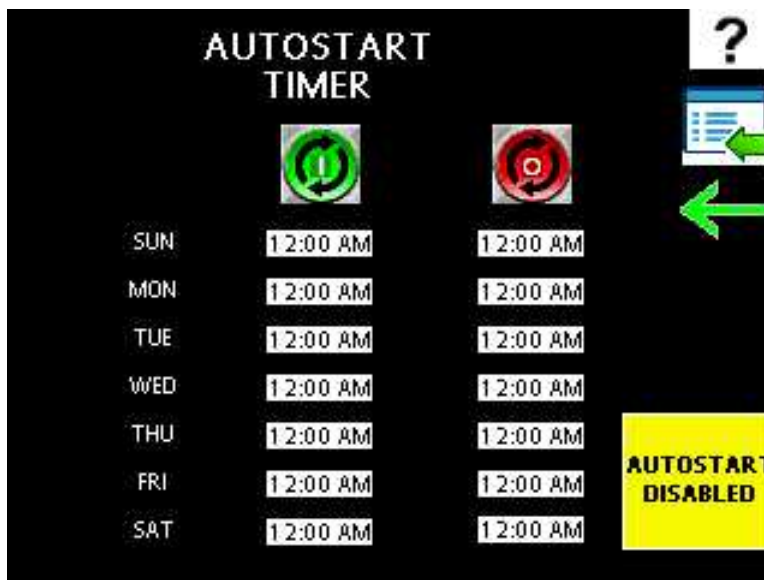 AUTOSTART
TIMER
?
I
O
SUN 12:00 AM 12:00 AM
MON 12:00 AM 12:00 AM
TUE 12:00 AM 12:00 AM
WED 12:00 AM 12:00 AM
THU 12:00 AM 12:00 AM
FRI 12:00 AM 12:00 AM
SAT 12:00 AM 12:00 AM
AUTOSTART
DISABLED